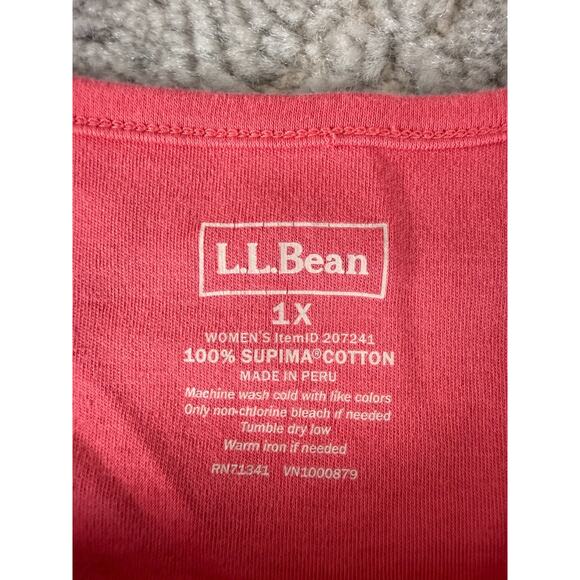 L.L.Bean
1X
WOMEN'S ItemID 207241
100% SUPIMA® COTTON
MADE IN PERU
Machine wash cold with like colors
Only non-chlorine bleach if needed
Tumble dry low
Warm iron if needed
RN71341 VN1000879